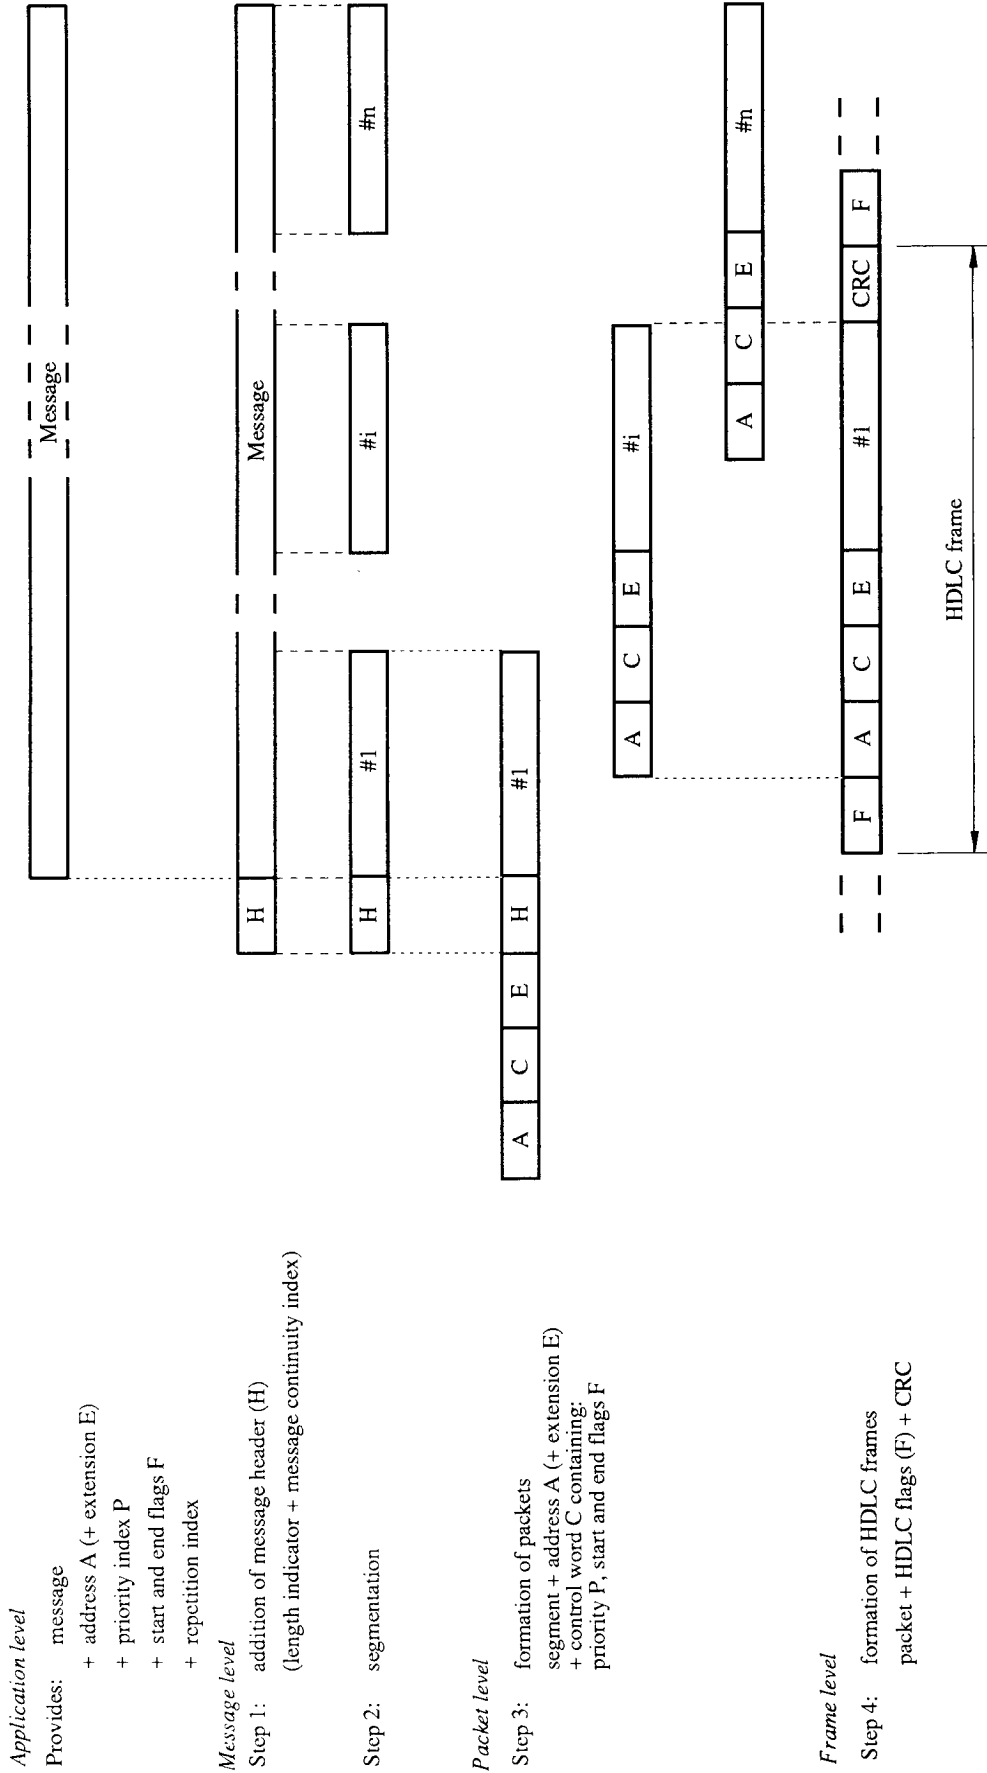 Application level
Provides: message
+ address A (+ extension E)
+ priority index P
+ start and end flags F
+ repetition index
Message
Message level
Step 1: addition of message header (H)
(length indicator + message continuity index)
H Message
Step 2: segmentation
H #1 #i #n
Packet level
Step 3: formation of packets
segment + address A (+ extension E)
+ control word C containing:
priority P, start and end flags F
A C E H #1
A C E #i
A C E #n
Frame level
Step 4: formation of HDLC frames
packet + HDLC flags (F) + CRC
F A C E #1 CRC F
HDLC frame